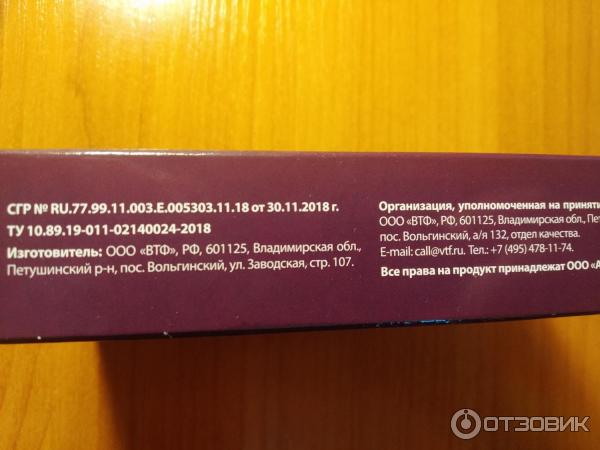 СГР № RU.77.99.11.003.Е.005303.11.18 от 30.11.2018 г.
ТУ 10.89.19-011-02140024-2018
Изготовитель: ООО «ВТФ», РФ, 601125, Владимирская обл.,
Петушинский р-н, пос. Вольгинский, ул. Заводская, стр. 107.
Организация, уполномоченная на приняти
ООО «ВТФ», РФ, 601125, Владимирская обл., П
пос. Вольгинский, а/я 132, отдел качества.
E-mail: call@vtf.ru. Тел.: +7 (495) 478-11-74.
Все права на продукт принадлежат ООО «А
ОТЗОВИК